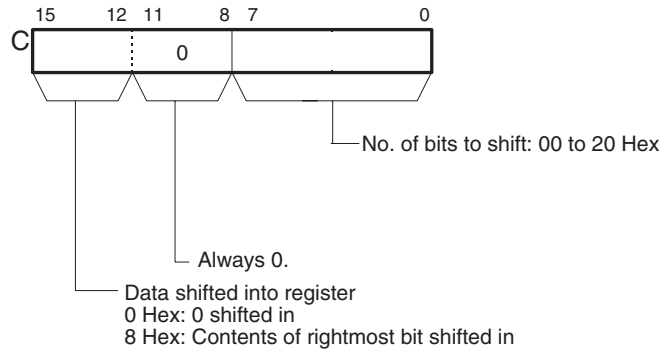 15 12 11 8 7 0
C
0
No. of bits to shift: 00 to 20 Hex
Always 0.
Data shifted into register
0 Hex: 0 shifted in
8 Hex: Contents of rightmost bit shifted in